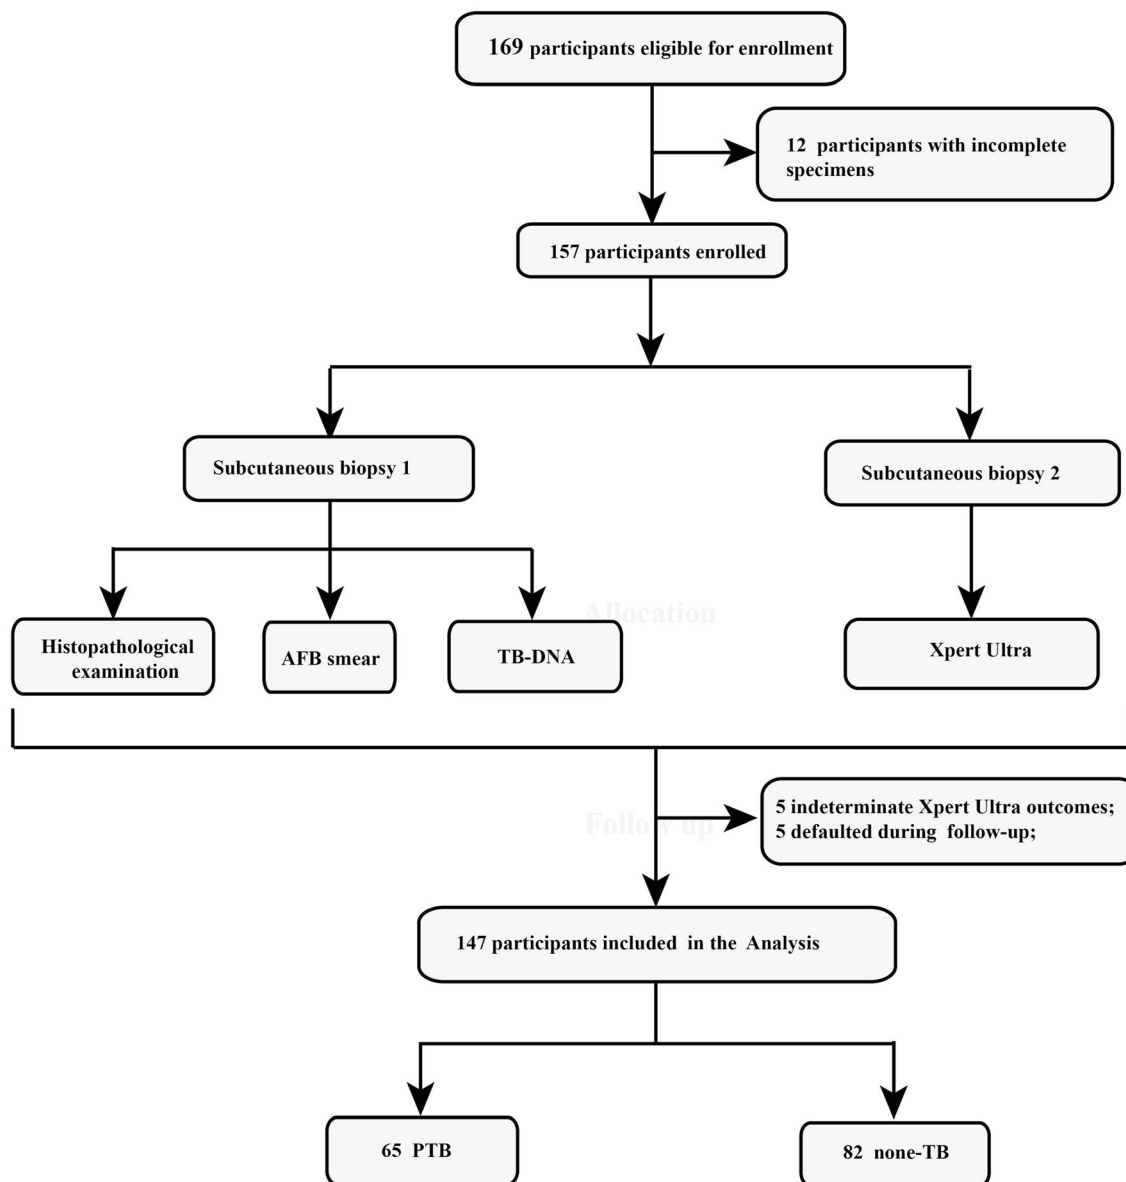 169 participants eligible for enrollment
12 participants with incomplete
specimens
157 participants enrolled
Subcutaneous biopsy 1
Subcutaneous biopsy 2
Allocation
Histopathological
examination
AFB smear
TB-DNA
Xpert Ultra
5 indeterminate Xpert Ultra outcomes;
5 defaulted during follow-up;
Follow up
147 participants included in the Analysis
65 PTB
82 none-TB